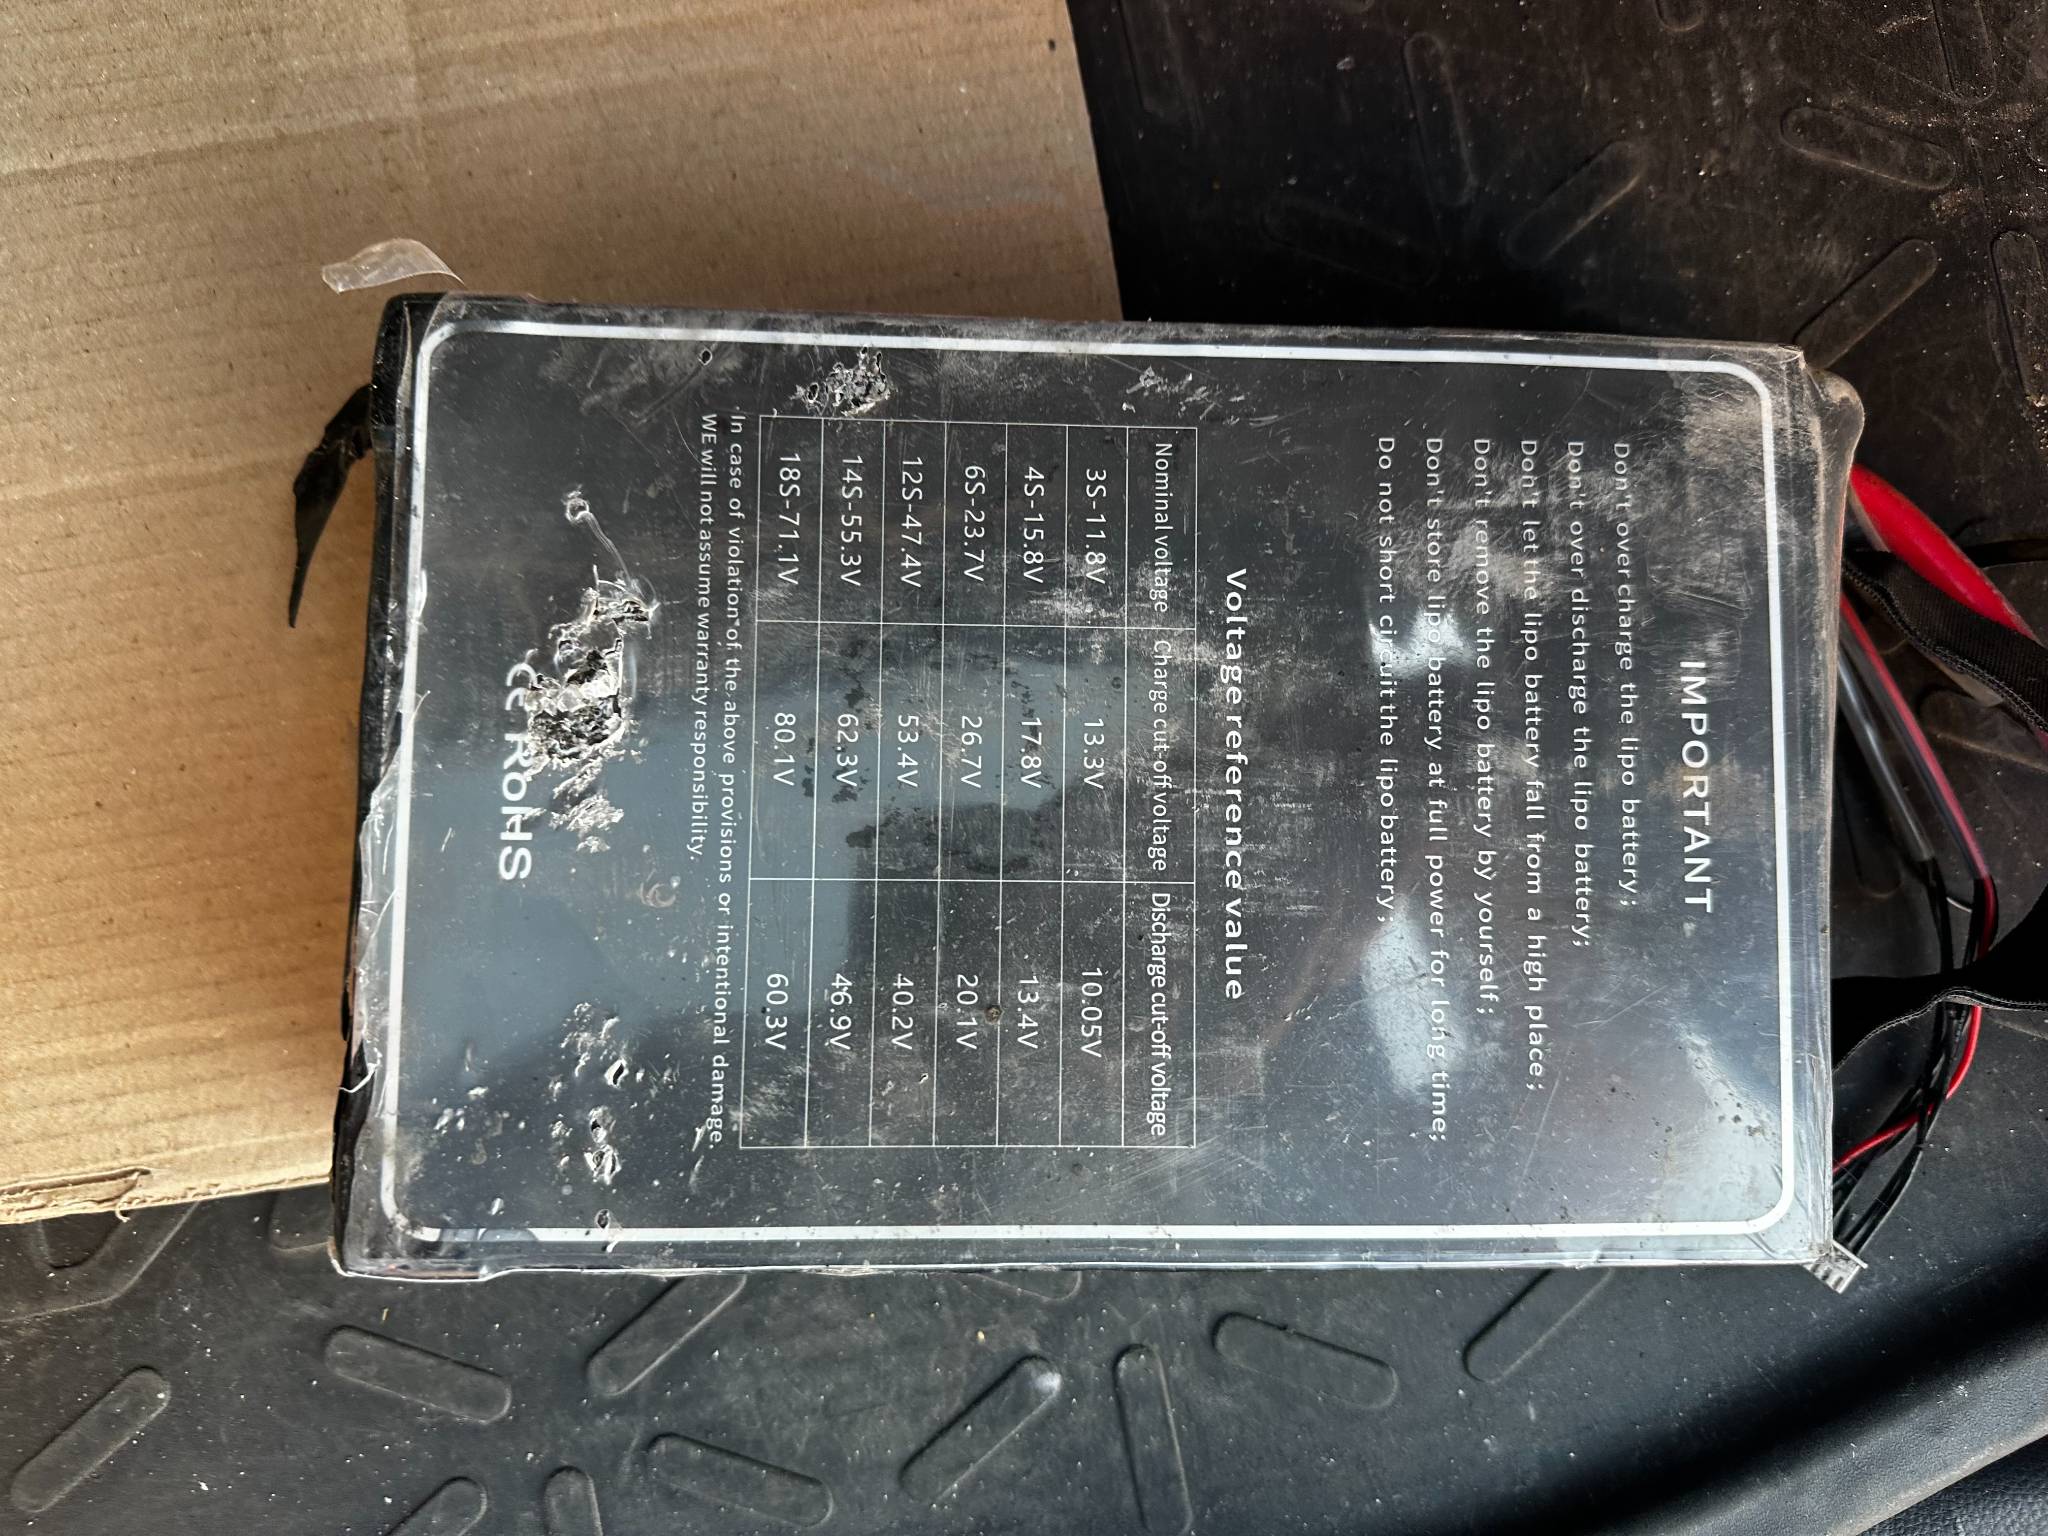 IMPORTANT
Don't overcharge the lipo battery;
Don't over discharge the lipo battery;
Don't let the lipo battery fall from a high place;
Don't remove the lipo battery by yourself;
Don't store lipo battery at full power for long time;
Do not short circuit the lipo battery;
Voltage reference value
Nominal voltage Charge cut-off voltage Discharge cut-off voltage
3S-11.8V 13.3V 10.05V
4S-15.8V 17.8V 13.4V
6S-23.7V 26.7V 20.1V
12S-47.4V 53.4V 40.2V
14S-55.3V 62.3V 46.9V
18S-71.1V 80.1V 60.3V
In case of violation of the above provisions or intentional damage.
WE will not assume warranty responsibility.
CE RoHS